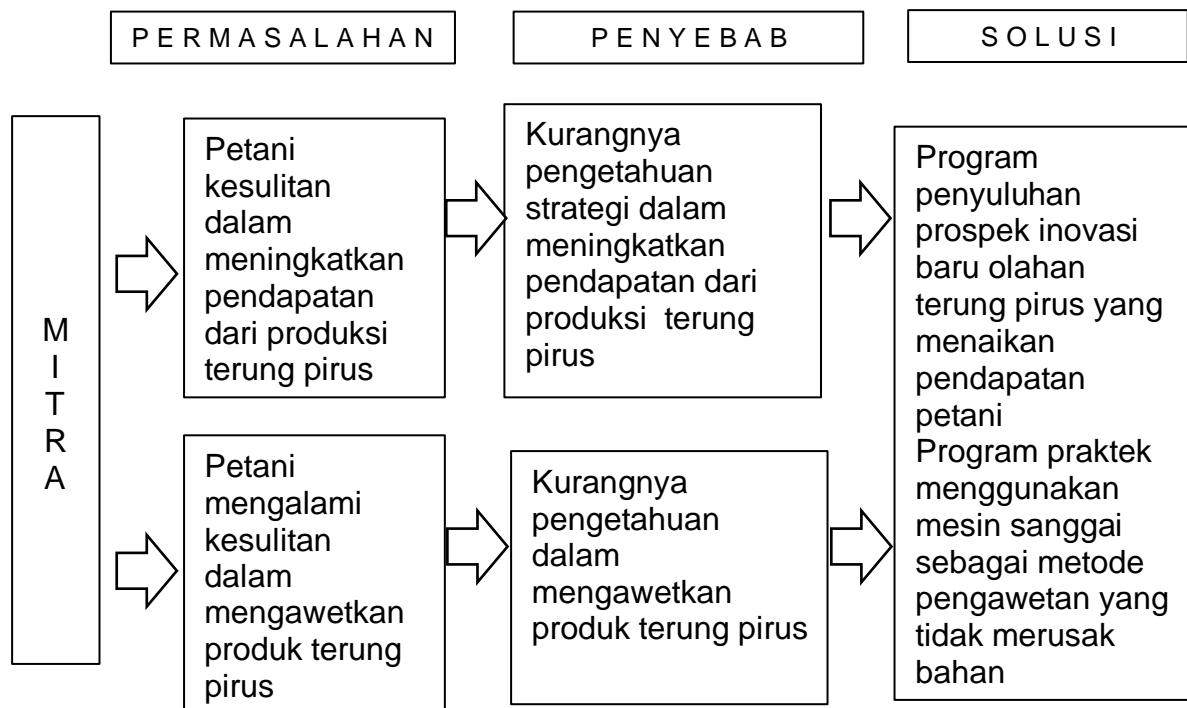 P E R M A S A L A H A N
P E N Y E B A B
S O L U S I
M
I
T
R
A
Petani
kesulitan
dalam
meningkatkan
pendapatan
dari produksi
terung pirus
Kurangnya
pengetahuan
strategi dalam
meningkatkan
pendapatan dari
produksi terung
pirus
Petani
mengalami
kesulitan
dalam
mengawetkan
produk terung
pirus
Kurangnya
pengetahuan
dalam
mengawetkan
produk terung pirus
Program
penyuluhan
prospek inovasi
baru olahan
terung pirus yang
menaikan
pendapatan
petani
Program praktek
menggunakan
mesin sanggai
sebagai metode
pengawetan yang
tidak merusak
bahan